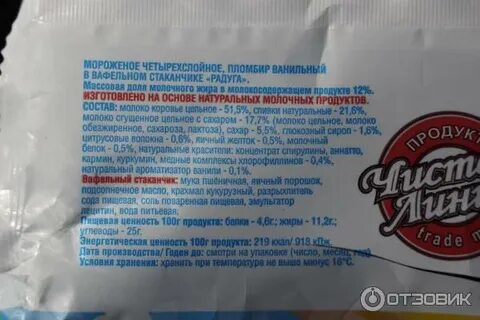 МОРОЖЕНОЕ ЧЕТЫРЕХСЛОЙНОЕ, ПЛОМБИР ВАНИЛЬНЫЙ
В ВАФЕЛЬНОМ СТАКАНЧИКЕ «РАДУГА».
Массовая доля молочного жира в молокосодержащем продукте 12%.
ИЗГОТОВЛЕНО НА ОСНОВЕ НАТУРАЛЬНЫХ МОЛОЧНЫХ ПРОДУКТОВ.
СОСТАВ: молоко коровье цельное - 51,5%, сливки натуральные - 21,6%,
молоко сгущенное цельное с сахаром - 17,7% (молоко цельное, молоко
обезжиренное, сахароза, лактоза), сахар - 5,5%, глюкозный сироп - 1,6%,
цитрусовые волокна - 0,6%, яичный желток - 0,5%, молочный
белок - 0,5%, натуральные красители: концентрат спирулины, аннатто,
кармин, куркумин, медные комплексы хлорофиллинов - 0,4%,
натуральный ароматизатор ванили - 0,1%.
Вафельный стаканчик: мука пшеничная, яичный порошок,
подсолнечное масло, крахмал кукурузный, разрыхлитель
сода пищевая, соль поваренная пищевая, эмульгатор
лецитин, вода питьевая.
Пищевая ценность 100г продукта: балки - 4,6г.; жиры - 11,2г.;
углеводы - 25г.
Энергетическая ценность 100г продукта: 219 ккал/ 918 кДж.
Дата производства/ Годен до: смотри на упаковке (число, месяц, год)
Условия хранения: хранить при температуре не выше минус 18°С.
ПРОДУКТ
Чист
Лин
trade m
ОТЗОВИК